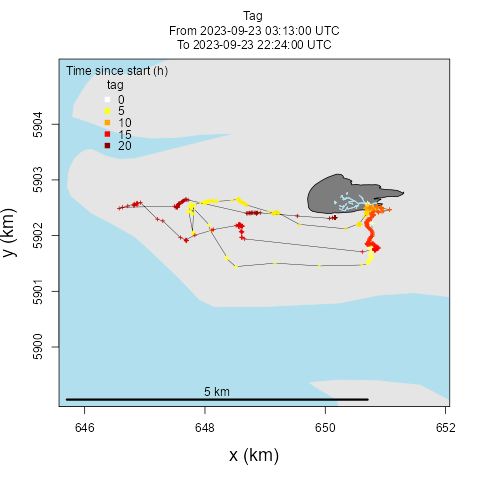 Tag
From 2023-09-23 03:13:00 UTC
To 2023-09-23 22:24:00 UTC
Time since start (h)
tag
0
5
10
15
20
5904
5903
5902
5901
5900
y (km)
5 km
646
648
650
652
x (km)